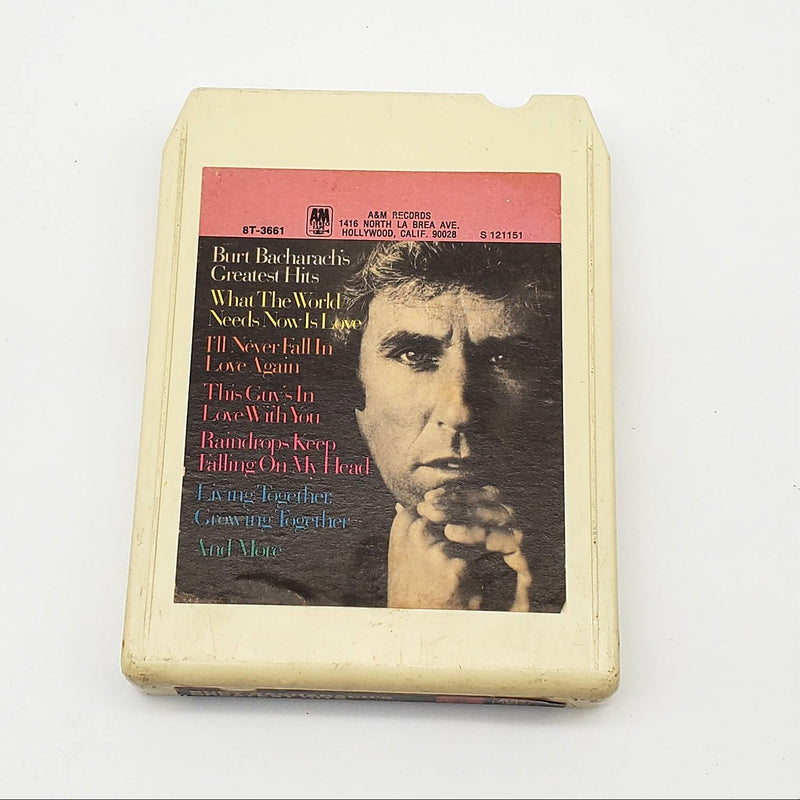 8T-3661
AM
A&M RECORDS
1416 NORTH LA BREA AVE.
HOLLYWOOD, CALIF. 90028
S 121151
Burt Bacharach's
Greatest Hits
What The World
Needs Now Is Love
I'll Never Fall In
Love Again
This Guy's In
Love With You
Raindrops Keep
Falling On My Head
Living Together,
Growing Together
And More